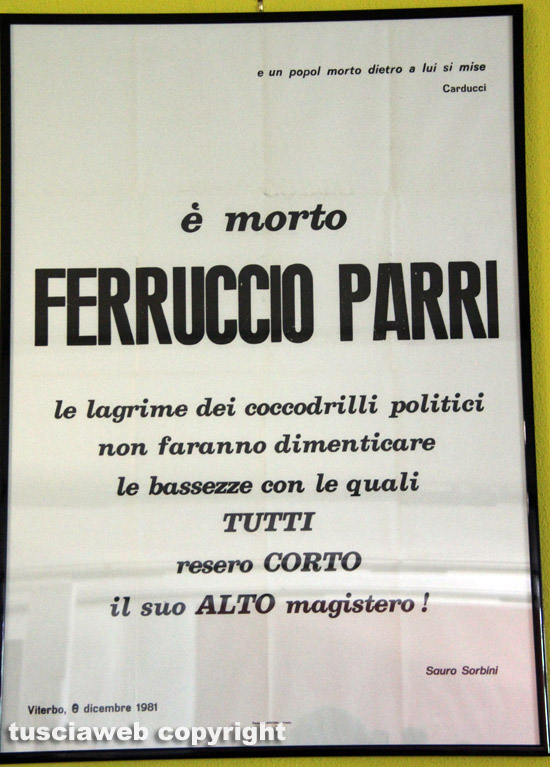 e un popol morto dietro a lui si mise
Carducci
è morto
FERRUCCIO PARRI
le lagrime dei coccodrilli politici
non faranno dimenticare
le bassezze con le quali
TUTTI
resero CORTO
il suo ALTO magistero !
Sauro Sorbini
Viterbo, dicembre 1981
tusciaweb copyright